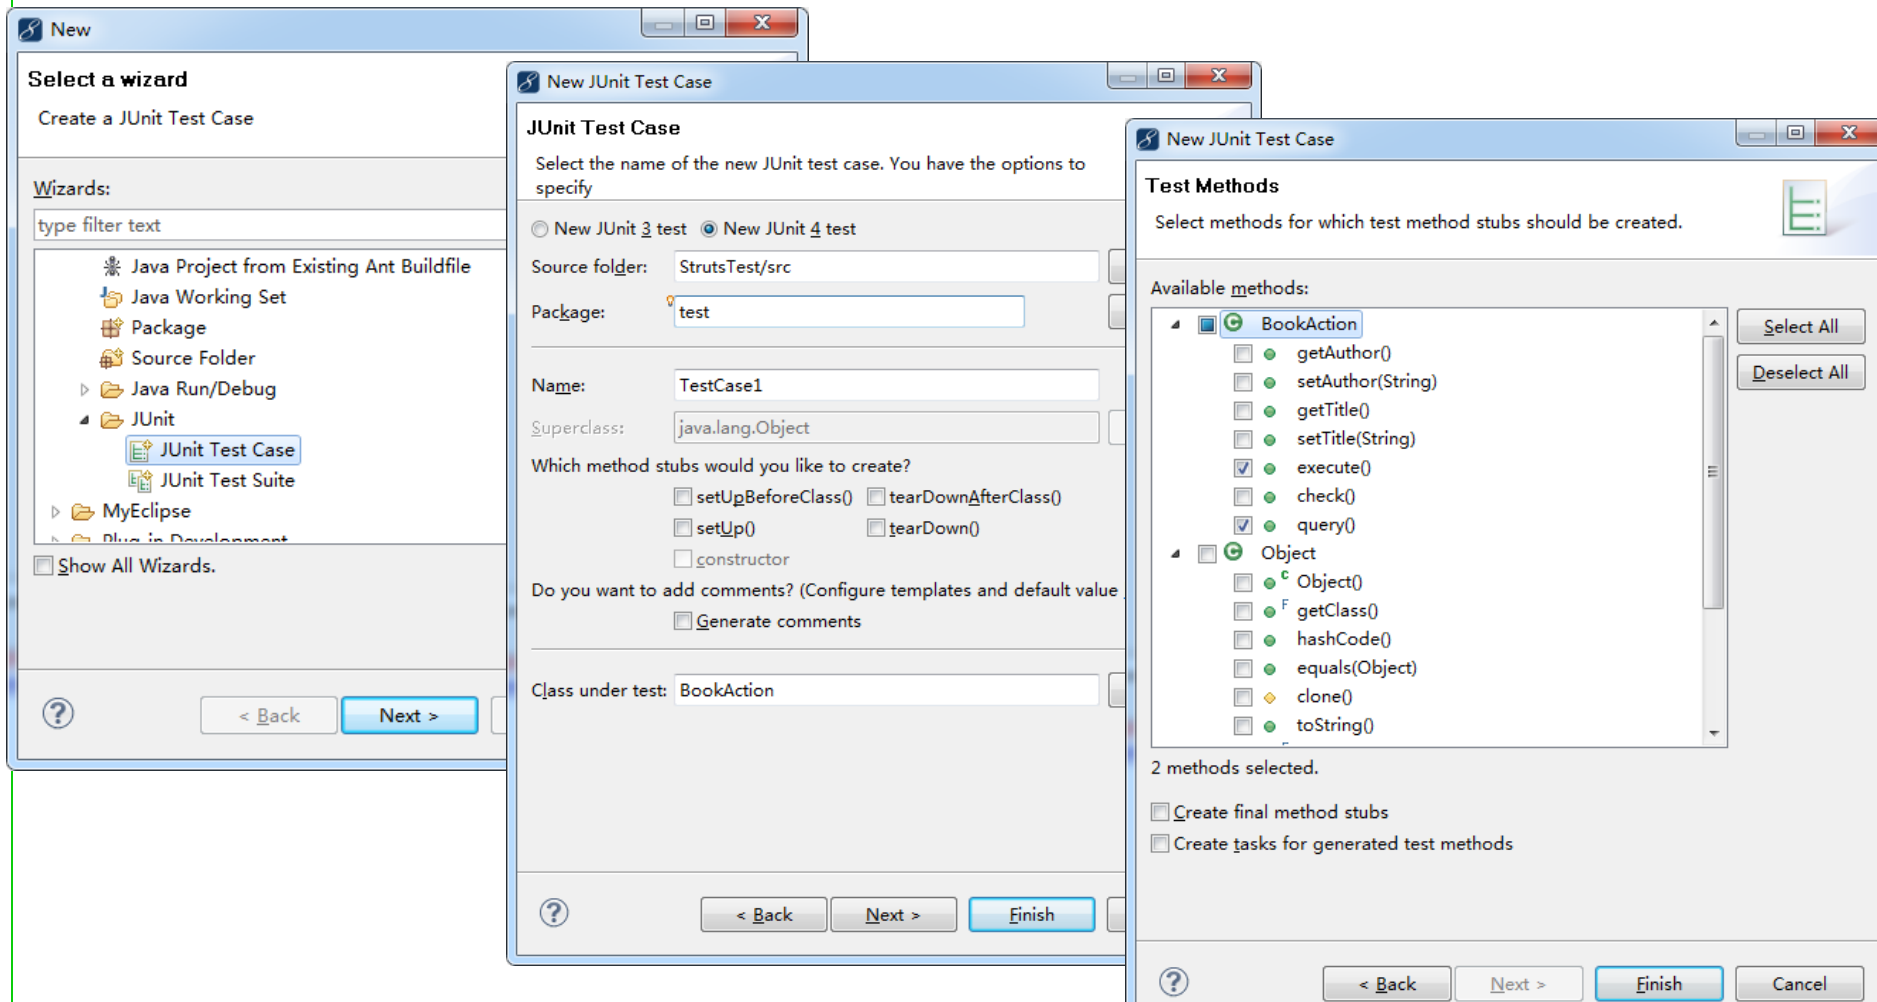 New
Select a wizard
Create a JUnit Test Case
Wizards:
type filter text
Java Project from Existing Ant Buildfile
Java Working Set
Package
Source Folder
Java Run/Debug
JUnit
JUnit Test Case
JUnit Test Suite
MyEclipse
Plug-in Development
Show All Wizards.
< Back
Next >
New JUnit Test Case
JUnit Test Case
Select the name of the new JUnit test case. You have the options to
specify
New JUnit 3 test New JUnit 4 test
Source folder: StrutsTest/src
Package: test
Name: TestCase1
Superclass: java.lang.Object
Which method stubs would you like to create?
setUpBeforeClass() tearDownAfterClass()
setUp() tearDown()
constructor
Do you want to add comments? (Configure templates and default value
Generate comments
Class under test: BookAction
< Back
Next >
Finish
New JUnit Test Case
Test Methods
Select methods for which test method stubs should be created.
Available methods:
BookAction
getAuthor()
setAuthor(String)
getTitle()
setTitle(String)
execute()
check()
query()
Object
C Object()
F getClass()
hashCode()
equals(Object)
clone()
toString()
Select All
Deselect All
2 methods selected.
Create final method stubs
Create tasks for generated test methods
< Back
Next >
Finish
Cancel